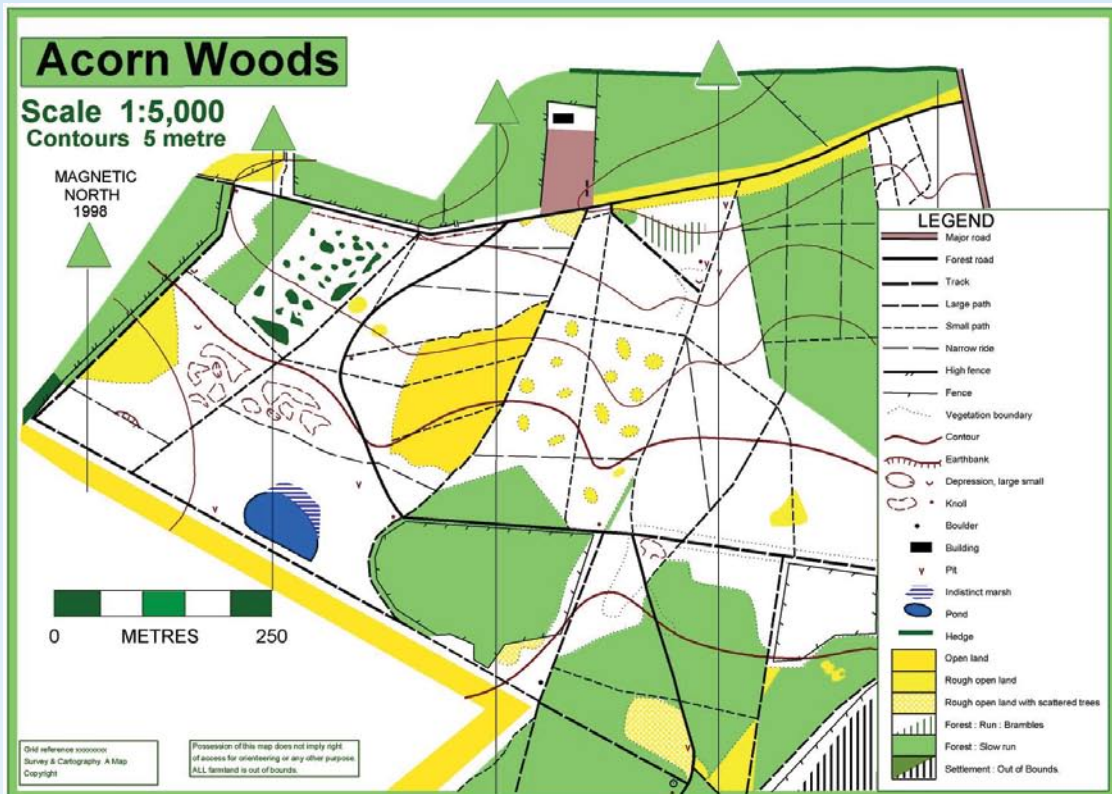 Acorn Woods
Scale 1:5,000
Contours 5 metre
MAGNETIC
NORTH
1998
LEGEND
Major road
Forest road
Track
Large path
Small path
Narrow ride
High fence
Fence
Vegetation boundary
Contour
Earthbank
Depression, large small
Knoll
Boulder
Building
Pit
Indistinct marsh
Pond
Hedge
Open land
Rough open land
Rough open land with scattered trees
Forest : Run : Brambles
Forest : Slow run
Settlement : Out of Bounds.
0 METRES 250
Grid reference xxxxxxxx
Survey & Cartography. A Map
Copyright
Possession of this map does not imply right
of access for orienteering or any other purpose.
ALL farmland is out of bounds.